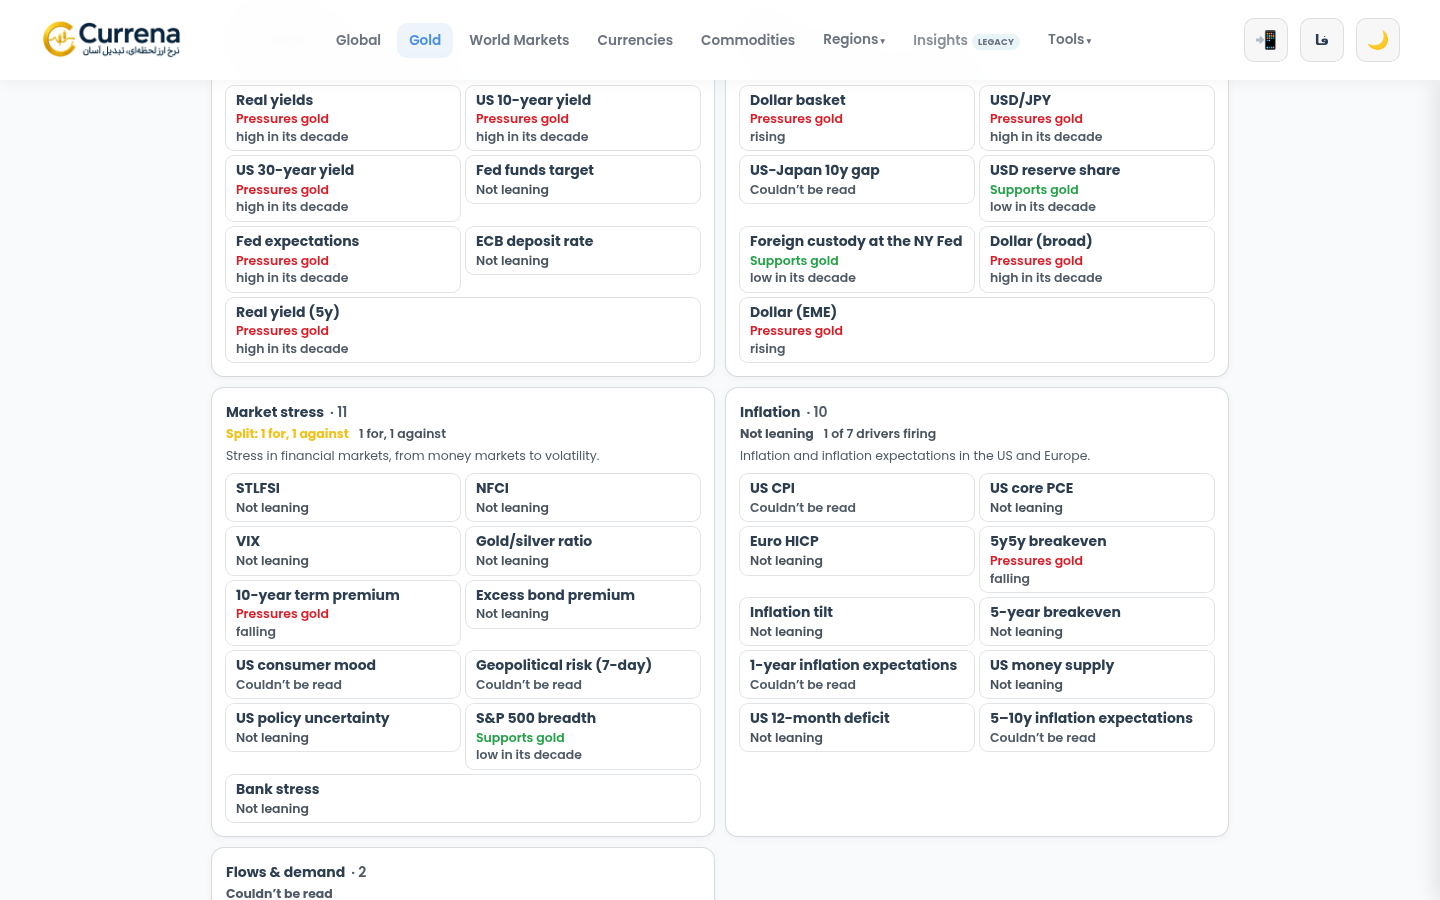 Currena
نرخ ارز لحظه‌ای، تبدیل آسان
Global
Gold
World Markets
Currencies
Commodities
Regions ▾
Insights LEGACY
Tools ▾
فا
Real yields
Pressures gold
high in its decade
US 10-year yield
Pressures gold
high in its decade
US 30-year yield
Pressures gold
high in its decade
Fed funds target
Not leaning
Fed expectations
Pressures gold
high in its decade
ECB deposit rate
Not leaning
Real yield (5y)
Pressures gold
high in its decade
Dollar basket
Pressures gold
rising
USD/JPY
Pressures gold
high in its decade
US-Japan 10y gap
Couldn’t be read
USD reserve share
Supports gold
low in its decade
Foreign custody at the NY Fed
Supports gold
low in its decade
Dollar (broad)
Pressures gold
high in its decade
Dollar (EME)
Pressures gold
rising
Market stress · 11
Split: 1 for, 1 against 1 for, 1 against
Stress in financial markets, from money markets to volatility.
STLFSI
Not leaning
NFCI
Not leaning
VIX
Not leaning
Gold/silver ratio
Not leaning
10-year term premium
Pressures gold
falling
Excess bond premium
Not leaning
US consumer mood
Couldn’t be read
Geopolitical risk (7-day)
Couldn’t be read
US policy uncertainty
Not leaning
S&P 500 breadth
Supports gold
low in its decade
Bank stress
Not leaning
Inflation · 10
Not leaning 1 of 7 drivers firing
Inflation and inflation expectations in the US and Europe.
US CPI
Couldn’t be read
US core PCE
Not leaning
Euro HICP
Not leaning
5y5y breakeven
Pressures gold
falling
Inflation tilt
Not leaning
5-year breakeven
Not leaning
1-year inflation expectations
Couldn’t be read
US money supply
Not leaning
US 12-month deficit
Not leaning
5–10y inflation expectations
Couldn’t be read
Flows & demand · 2
Couldn’t be read